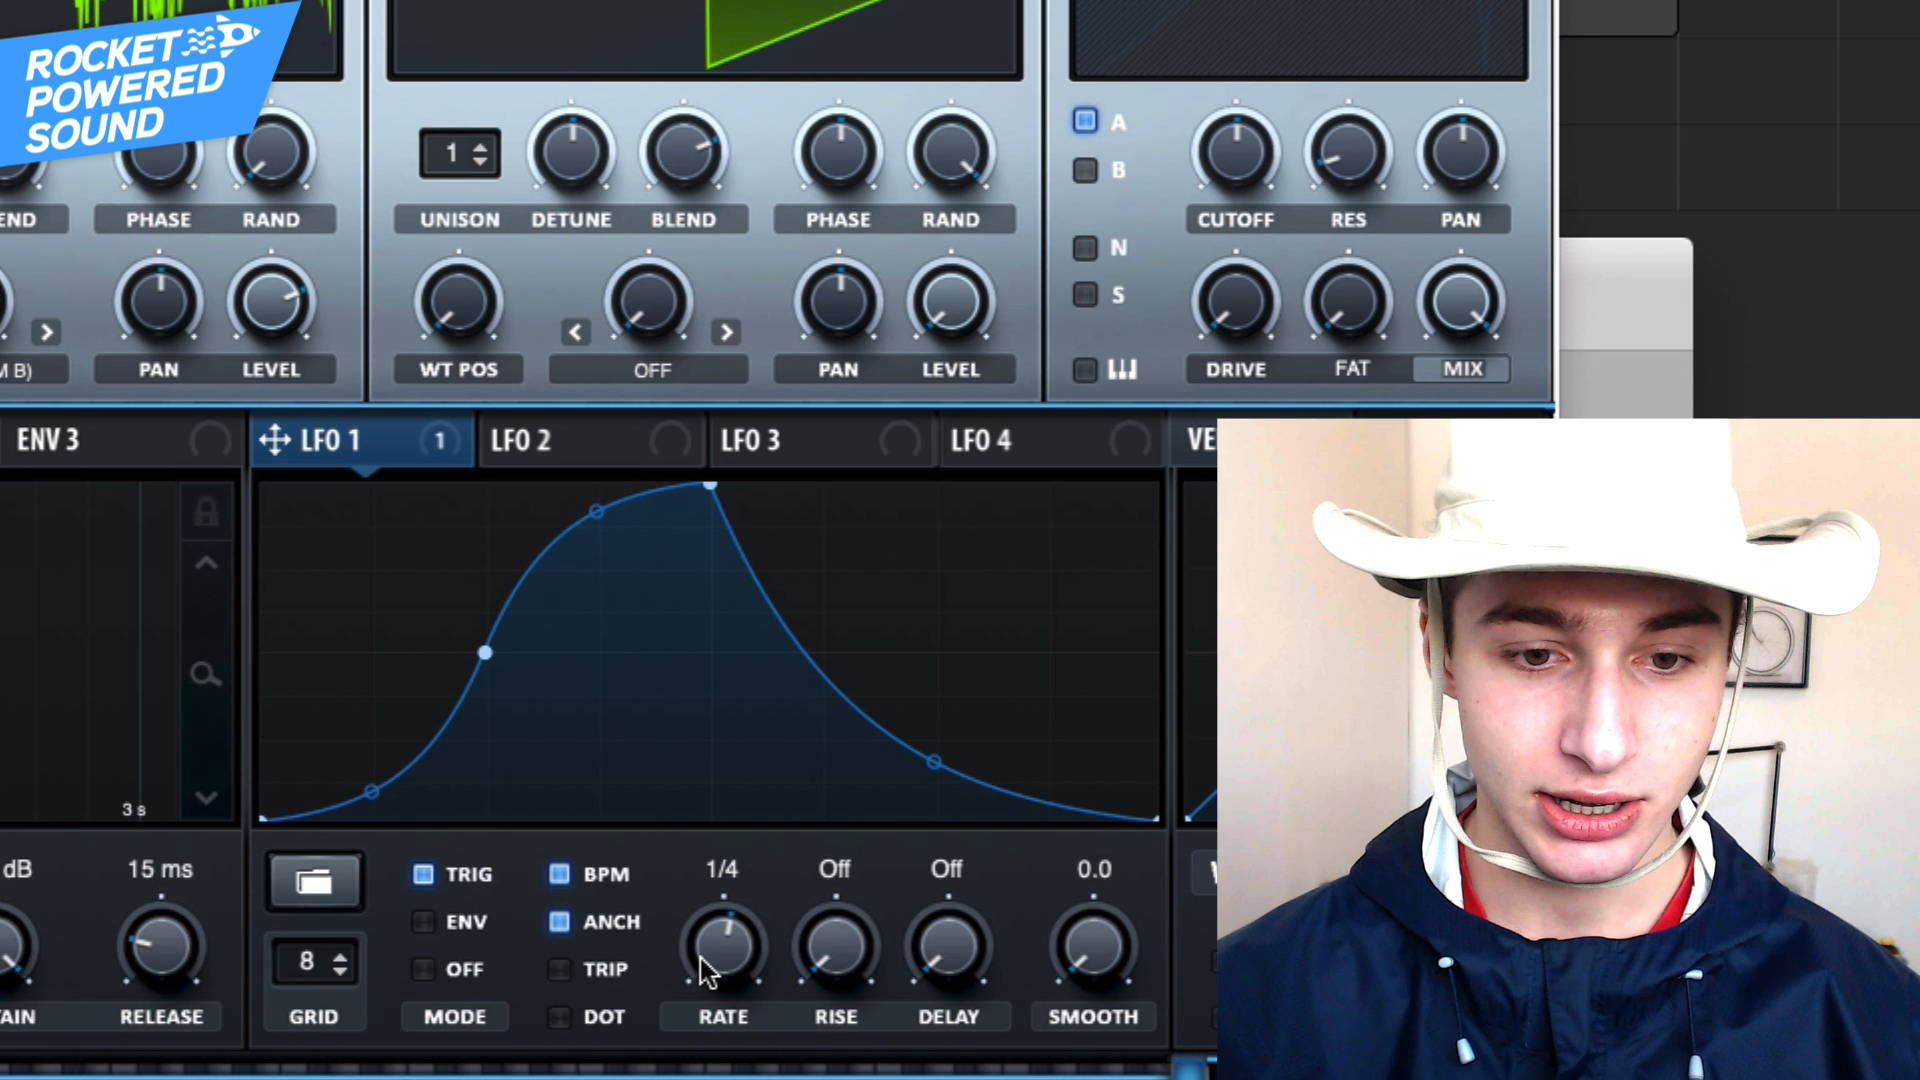 ROCKET
POWERED
SOUND
PHASE RAND
UNISON DETUNE BLEND
PHASE RAND
1
A
B
N
S
CUTOFF RES PAN
PAN LEVEL
WT POS OFF
PAN LEVEL
DRIVE FAT MIX
ENV 3
LFO 1 1
LFO 2
LFO 3
LFO 4
3 s
dB
15 ms
RELEASE
8
GRID
TRIG
ENV
OFF
MODE
BPM
ANCH
TRIP
DOT
1/4
RATE
Off
RISE
Off
DELAY
0.0
SMOOTH